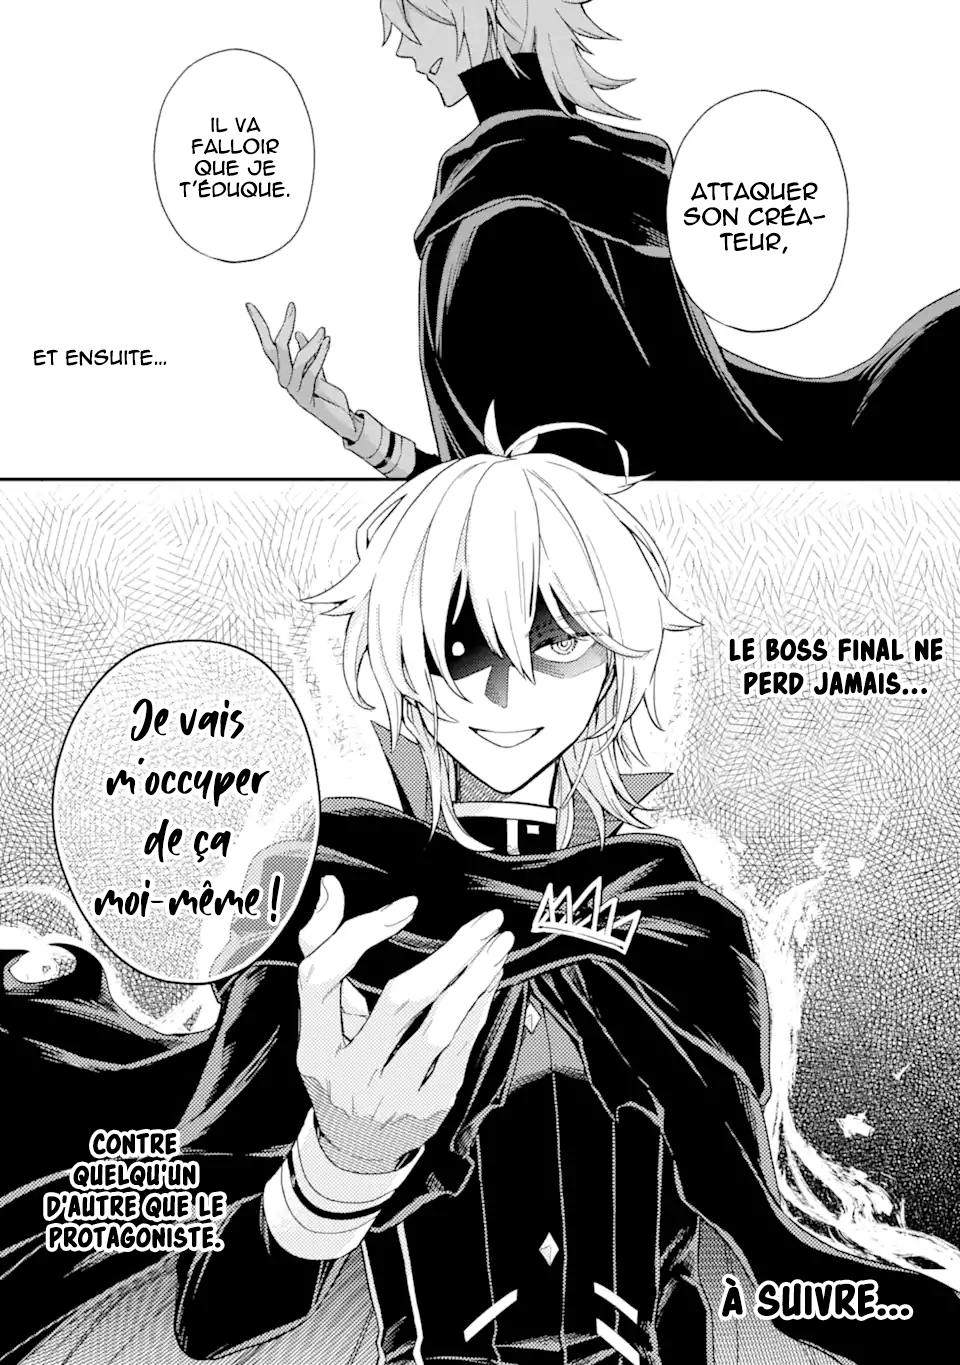 ATTAQUER
SON CRÉA-
TEUR,
IL VA
FALLOIR
QUE JE
T'ÉDUQUE.
ET ENSUITE...
LE BOSS FINAL NE
PERD JAMAIS...
Je vais
m'occuper
de ça
moi-même !
CONTRE
QUELQU'UN
D'AUTRE QUE LE
PROTAGONISTE.
À SUIVRE...